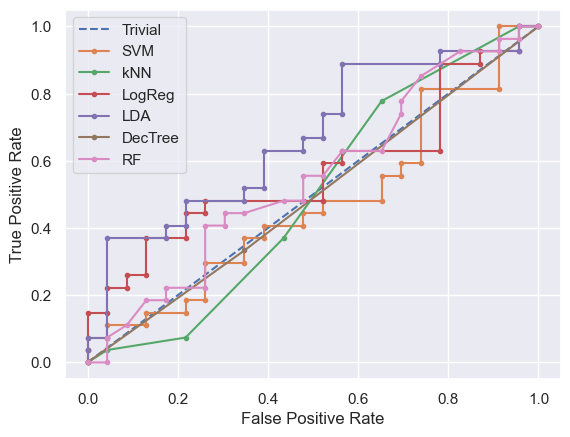 Trivial
SVM
kNN
LogReg
LDA
DecTree
RF
True Positive Rate
1.0
0.8
0.6
0.4
0.2
0.0
0.0 0.2 0.4 0.6 0.8 1.0
False Positive Rate